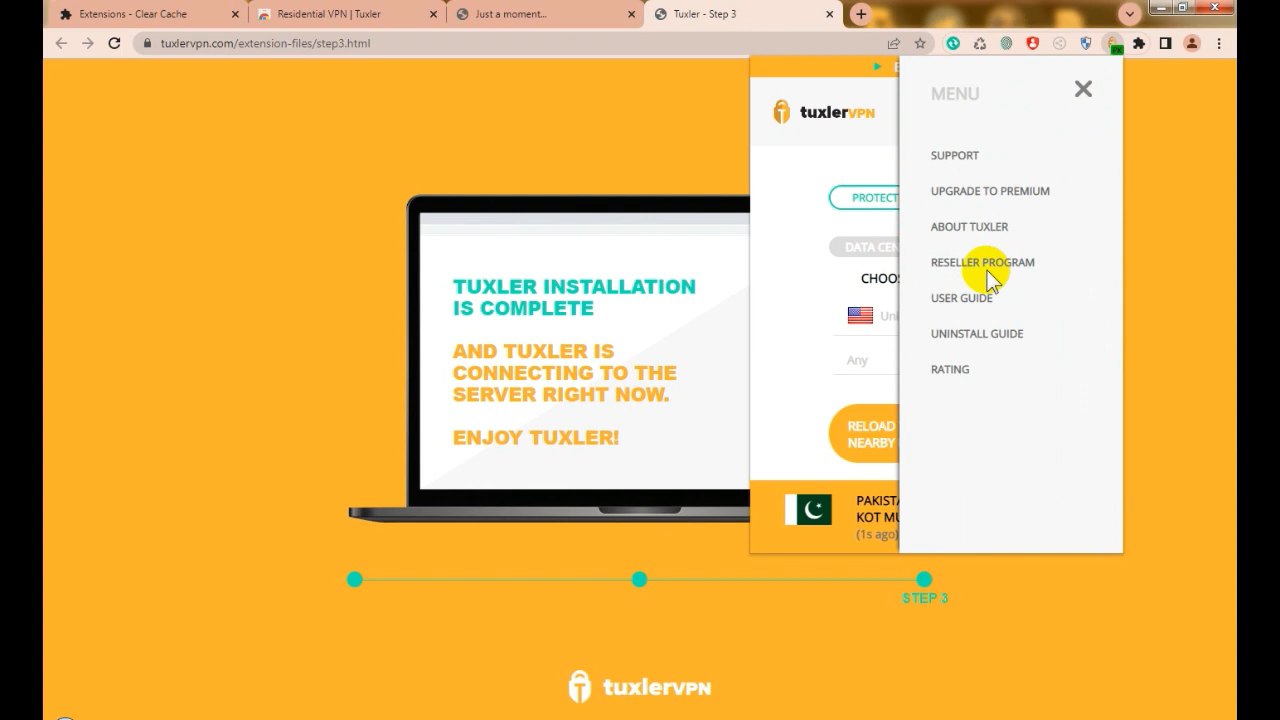 Extensions - Clear Cache
Residential VPN | Tuxler
Just a moment...
Tuxler - Step 3
tuxlervpn.com/extension-files/step3.html
tuxlerVPN
MENU
SUPPORT
UPGRADE TO PREMIUM
ABOUT TUXLER
RESELLER PROGRAM
USER GUIDE
UNINSTALL GUIDE
RATING
PROTECT
DATA CEN
CHOOS
Uni
Any
RELOAD
NEARBY
PAKISTA
KOT MU
(1s ago)
TUXLER INSTALLATION
IS COMPLETE
AND TUXLER IS
CONNECTING TO THE
SERVER RIGHT NOW.
ENJOY TUXLER!
STEP 3
tuxlerVPN